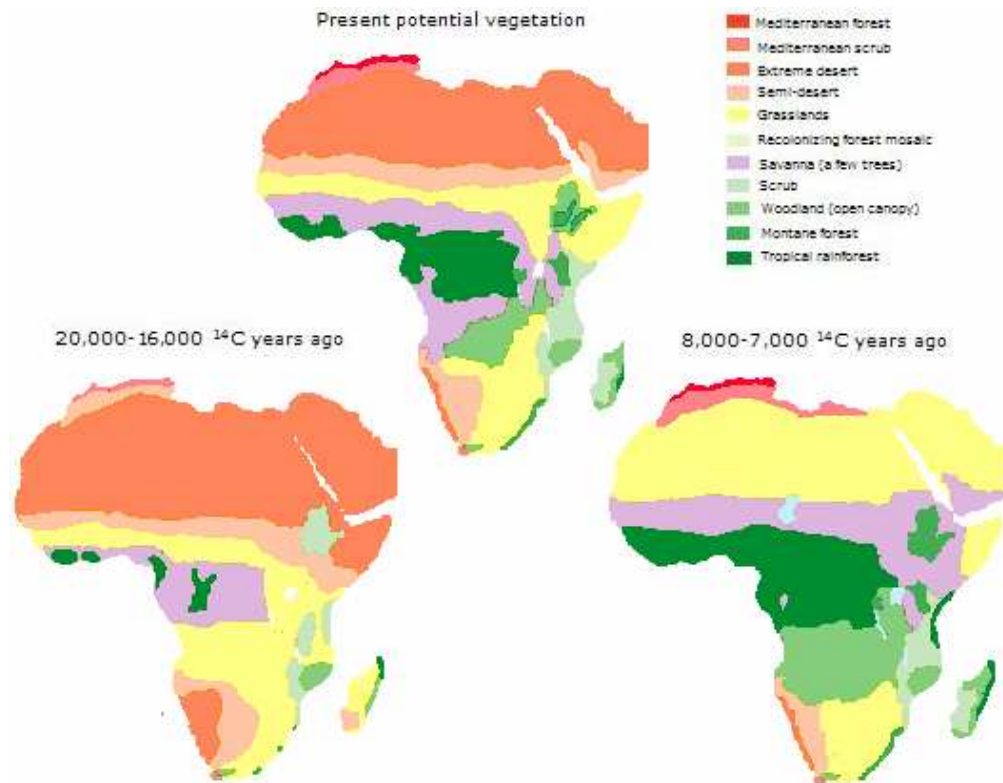 Present potential vegetation
Mediterranean forest
Mediterranean scrub
Extreme desert
Semi-desert
Grasslands
Recolonizing forest mosaic
Savanna (a few trees)
Scrub
Woodland (open canopy)
Montane forest
Tropical rainforest
20,000-16,000 ¹⁴C years ago
8,000-7,000 ¹⁴C years ago